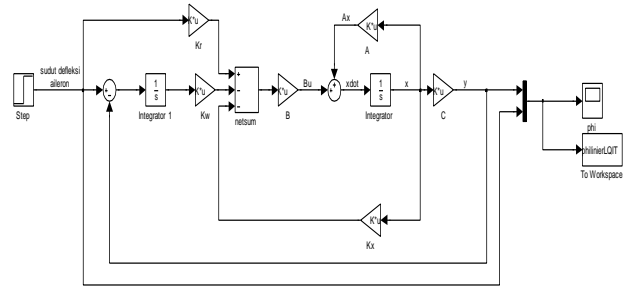 K*u
Kr
Ax
K*u
A
sudut defleksi
aileron
Step
+
−
1
s
Integrator 1
K*u
Kw
+
−
−
netsum
K*u
B
Bu
+
+
xdot
1
s
Integrator
x
K*u
C
y
phi
philinierLQIT
To Workspace
K*u
Kx